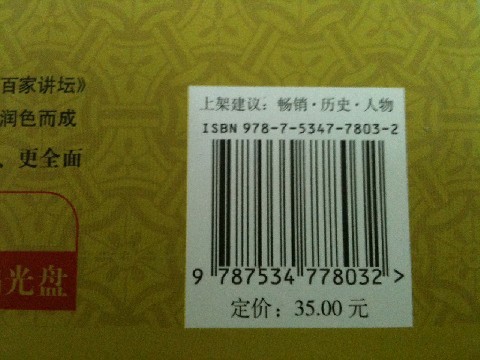 百家讲坛》
润色而成
、更全面
光盘
上架建议：畅销·历史·人物
ISBN 978-7-5347-7803-2
9 787534 778032 >
定价：35.00 元